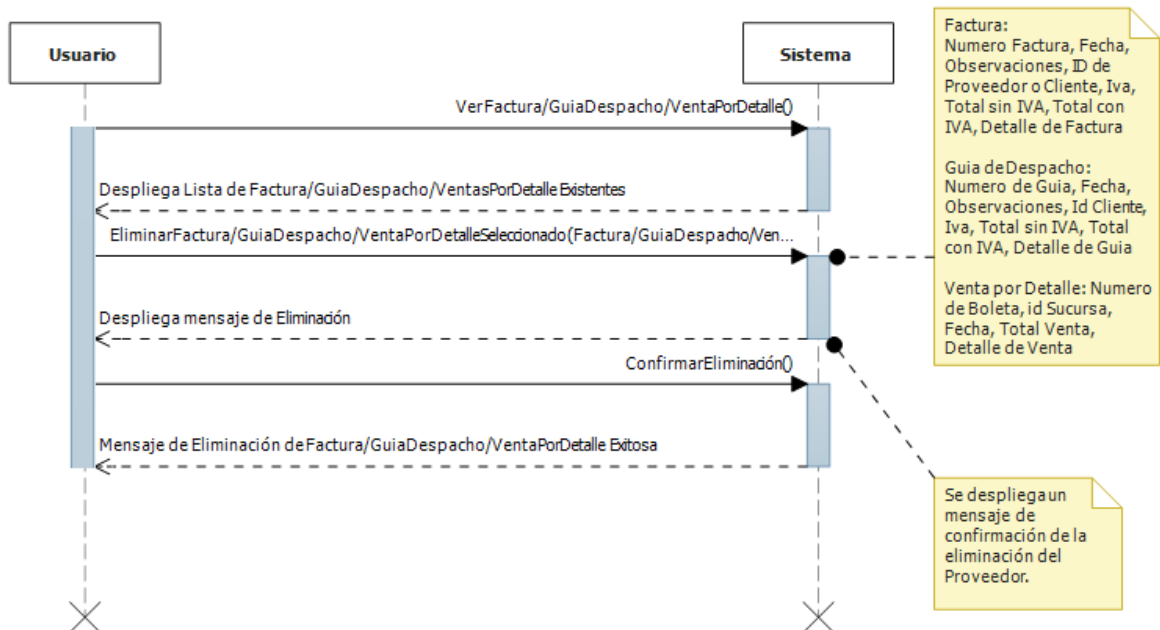 Usuario
Sistema
VerFactura/GuiaDespacho/VentaPorDetalle()
Despliega Lista de Factura/GuiaDespacho/VentasPorDetalle Existentes
EliminarFactura/GuiaDespacho/VentaPorDetalleSeleccionado(Factura/GuiaDespacho/Ven...
Despliega mensaje de Eliminación
ConfirmarEliminación()
Mensaje de Eliminación de Factura/GuiaDespacho/VentaPorDetalle Exitosa
Factura:
Numero Factura, Fecha,
Observaciones, ID de
Proveedor o Cliente, Iva,
Total sin IVA, Total con
IVA, Detalle de Factura
Guia de Despacho:
Numero de Guia, Fecha,
Observaciones, Id Cliente,
Iva, Total sin IVA, Total
con IVA, Detalle de Guia
Venta por Detalle: Numero
de Boleta, id Sucursa,
Fecha, Total Venta,
Detalle de Venta
Se despliega un
mensaje de
confirmación de la
eliminación del
Proveedor.